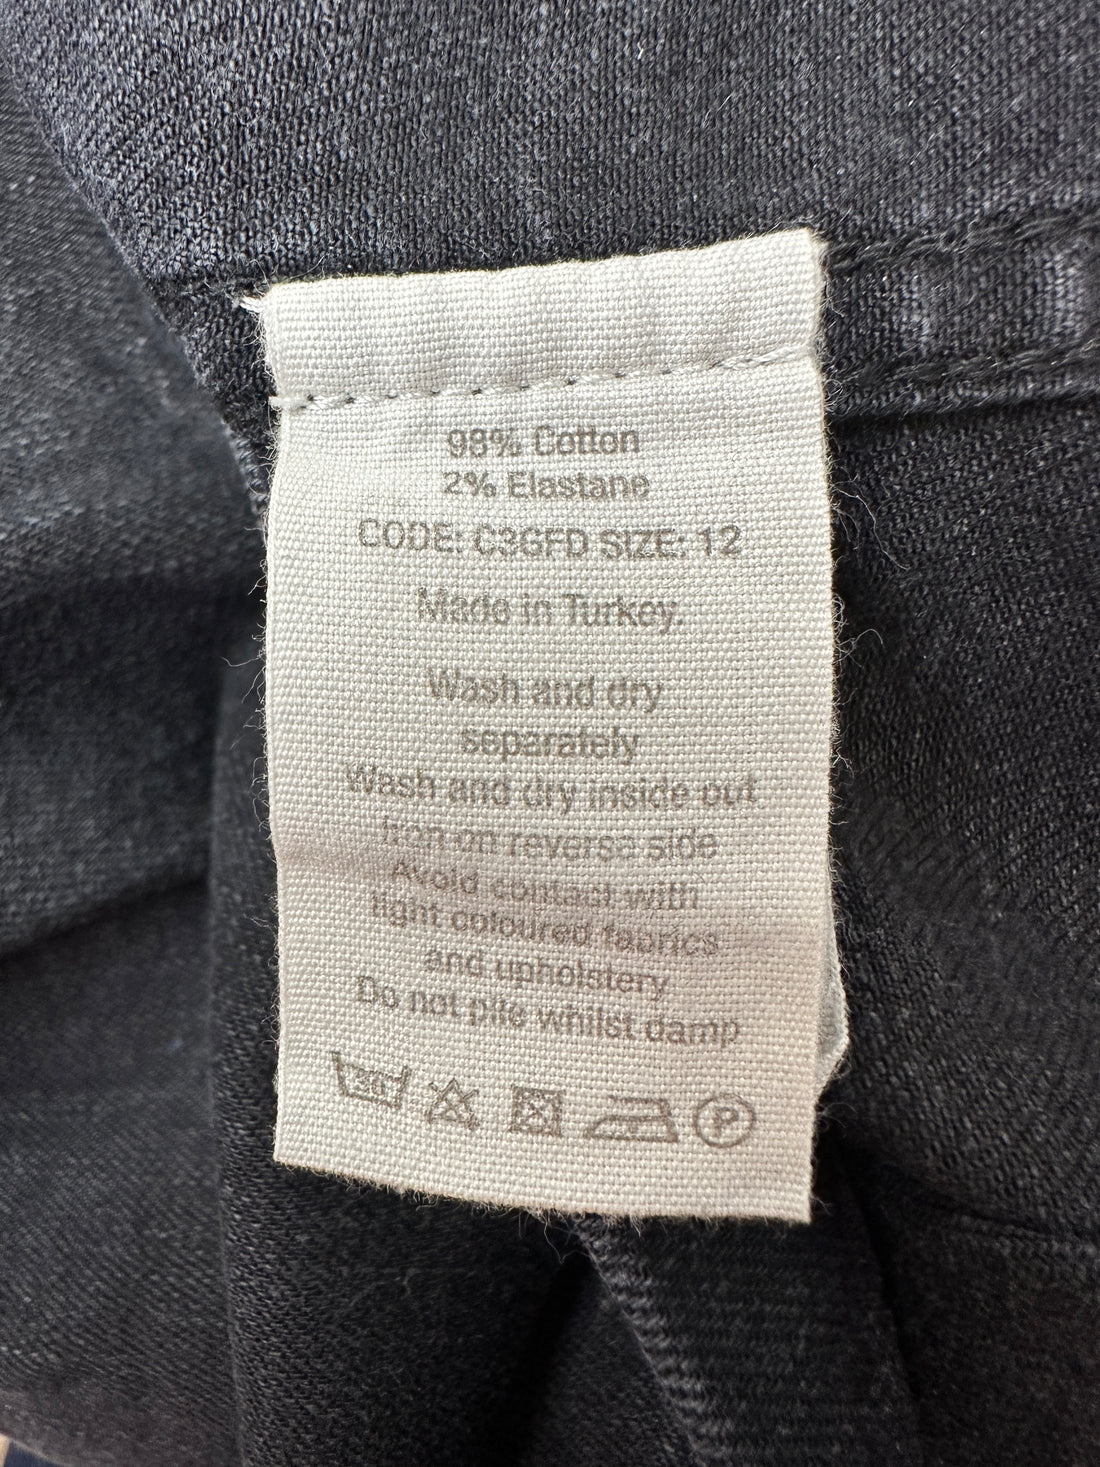 98% Cotton
2% Elastane
CODE: C3GFD SIZE: 12
Made in Turkey.
Wash and dry
separately
Wash and dry inside out
Iron on reverse side
Avoid contact with
light coloured fabrics
and upholstery
Do not pile whilst damp
30
P